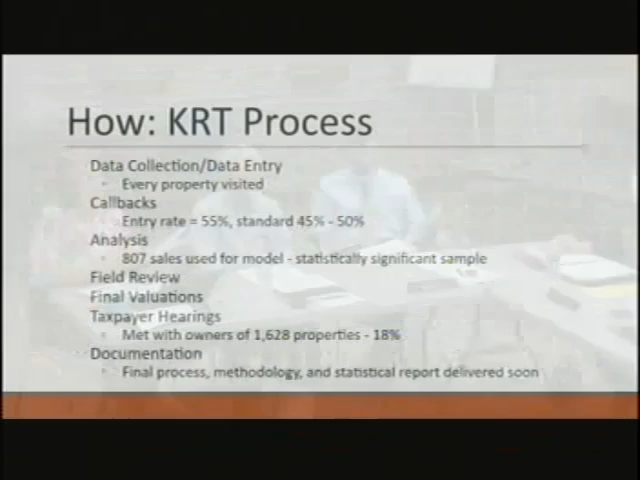 How: KRT Process
Data Collection/Data Entry
Every property visited
Callbacks
Entry rate = 55%, standard 45% - 50%
Analysis
807 sales used for model - statistically significant sample
Field Review
Final Valuations
Taxpayer Hearings
Met with owners of 1,628 properties - 18%
Documentation
Final process, methodology, and statistical report delivered soon